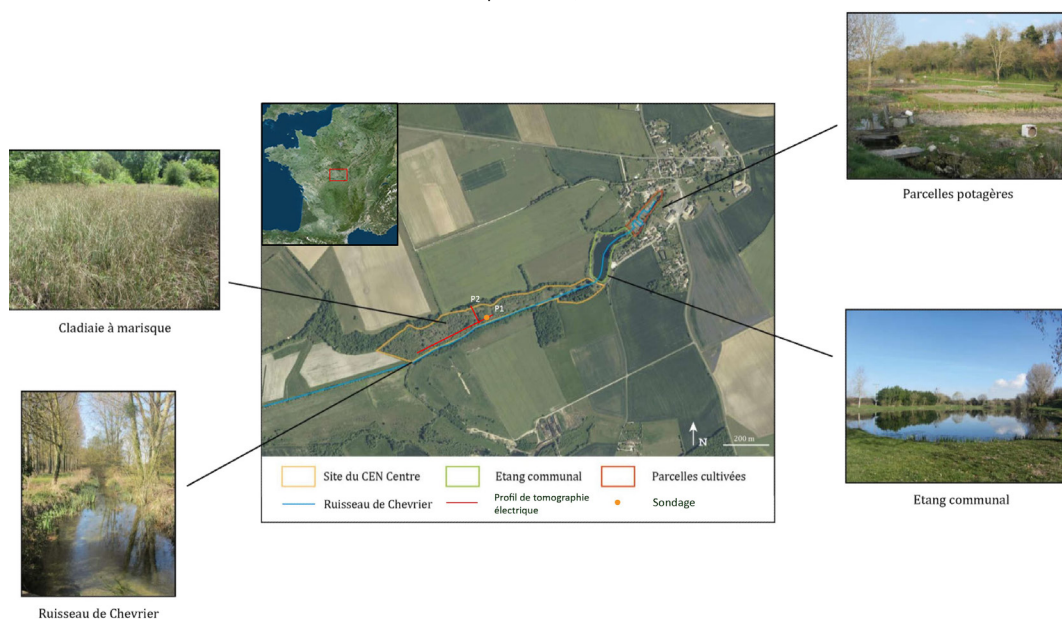 Parcelles potagères
Cladiaie à marisque
P2
P1
N
200 m
Etang communal
Site du CEN Centre
Etang communal
Parcelles cultivées
Ruisseau de Chevrier
Profil de tomographie
électrique
Sondage
Ruisseau de Chevrier